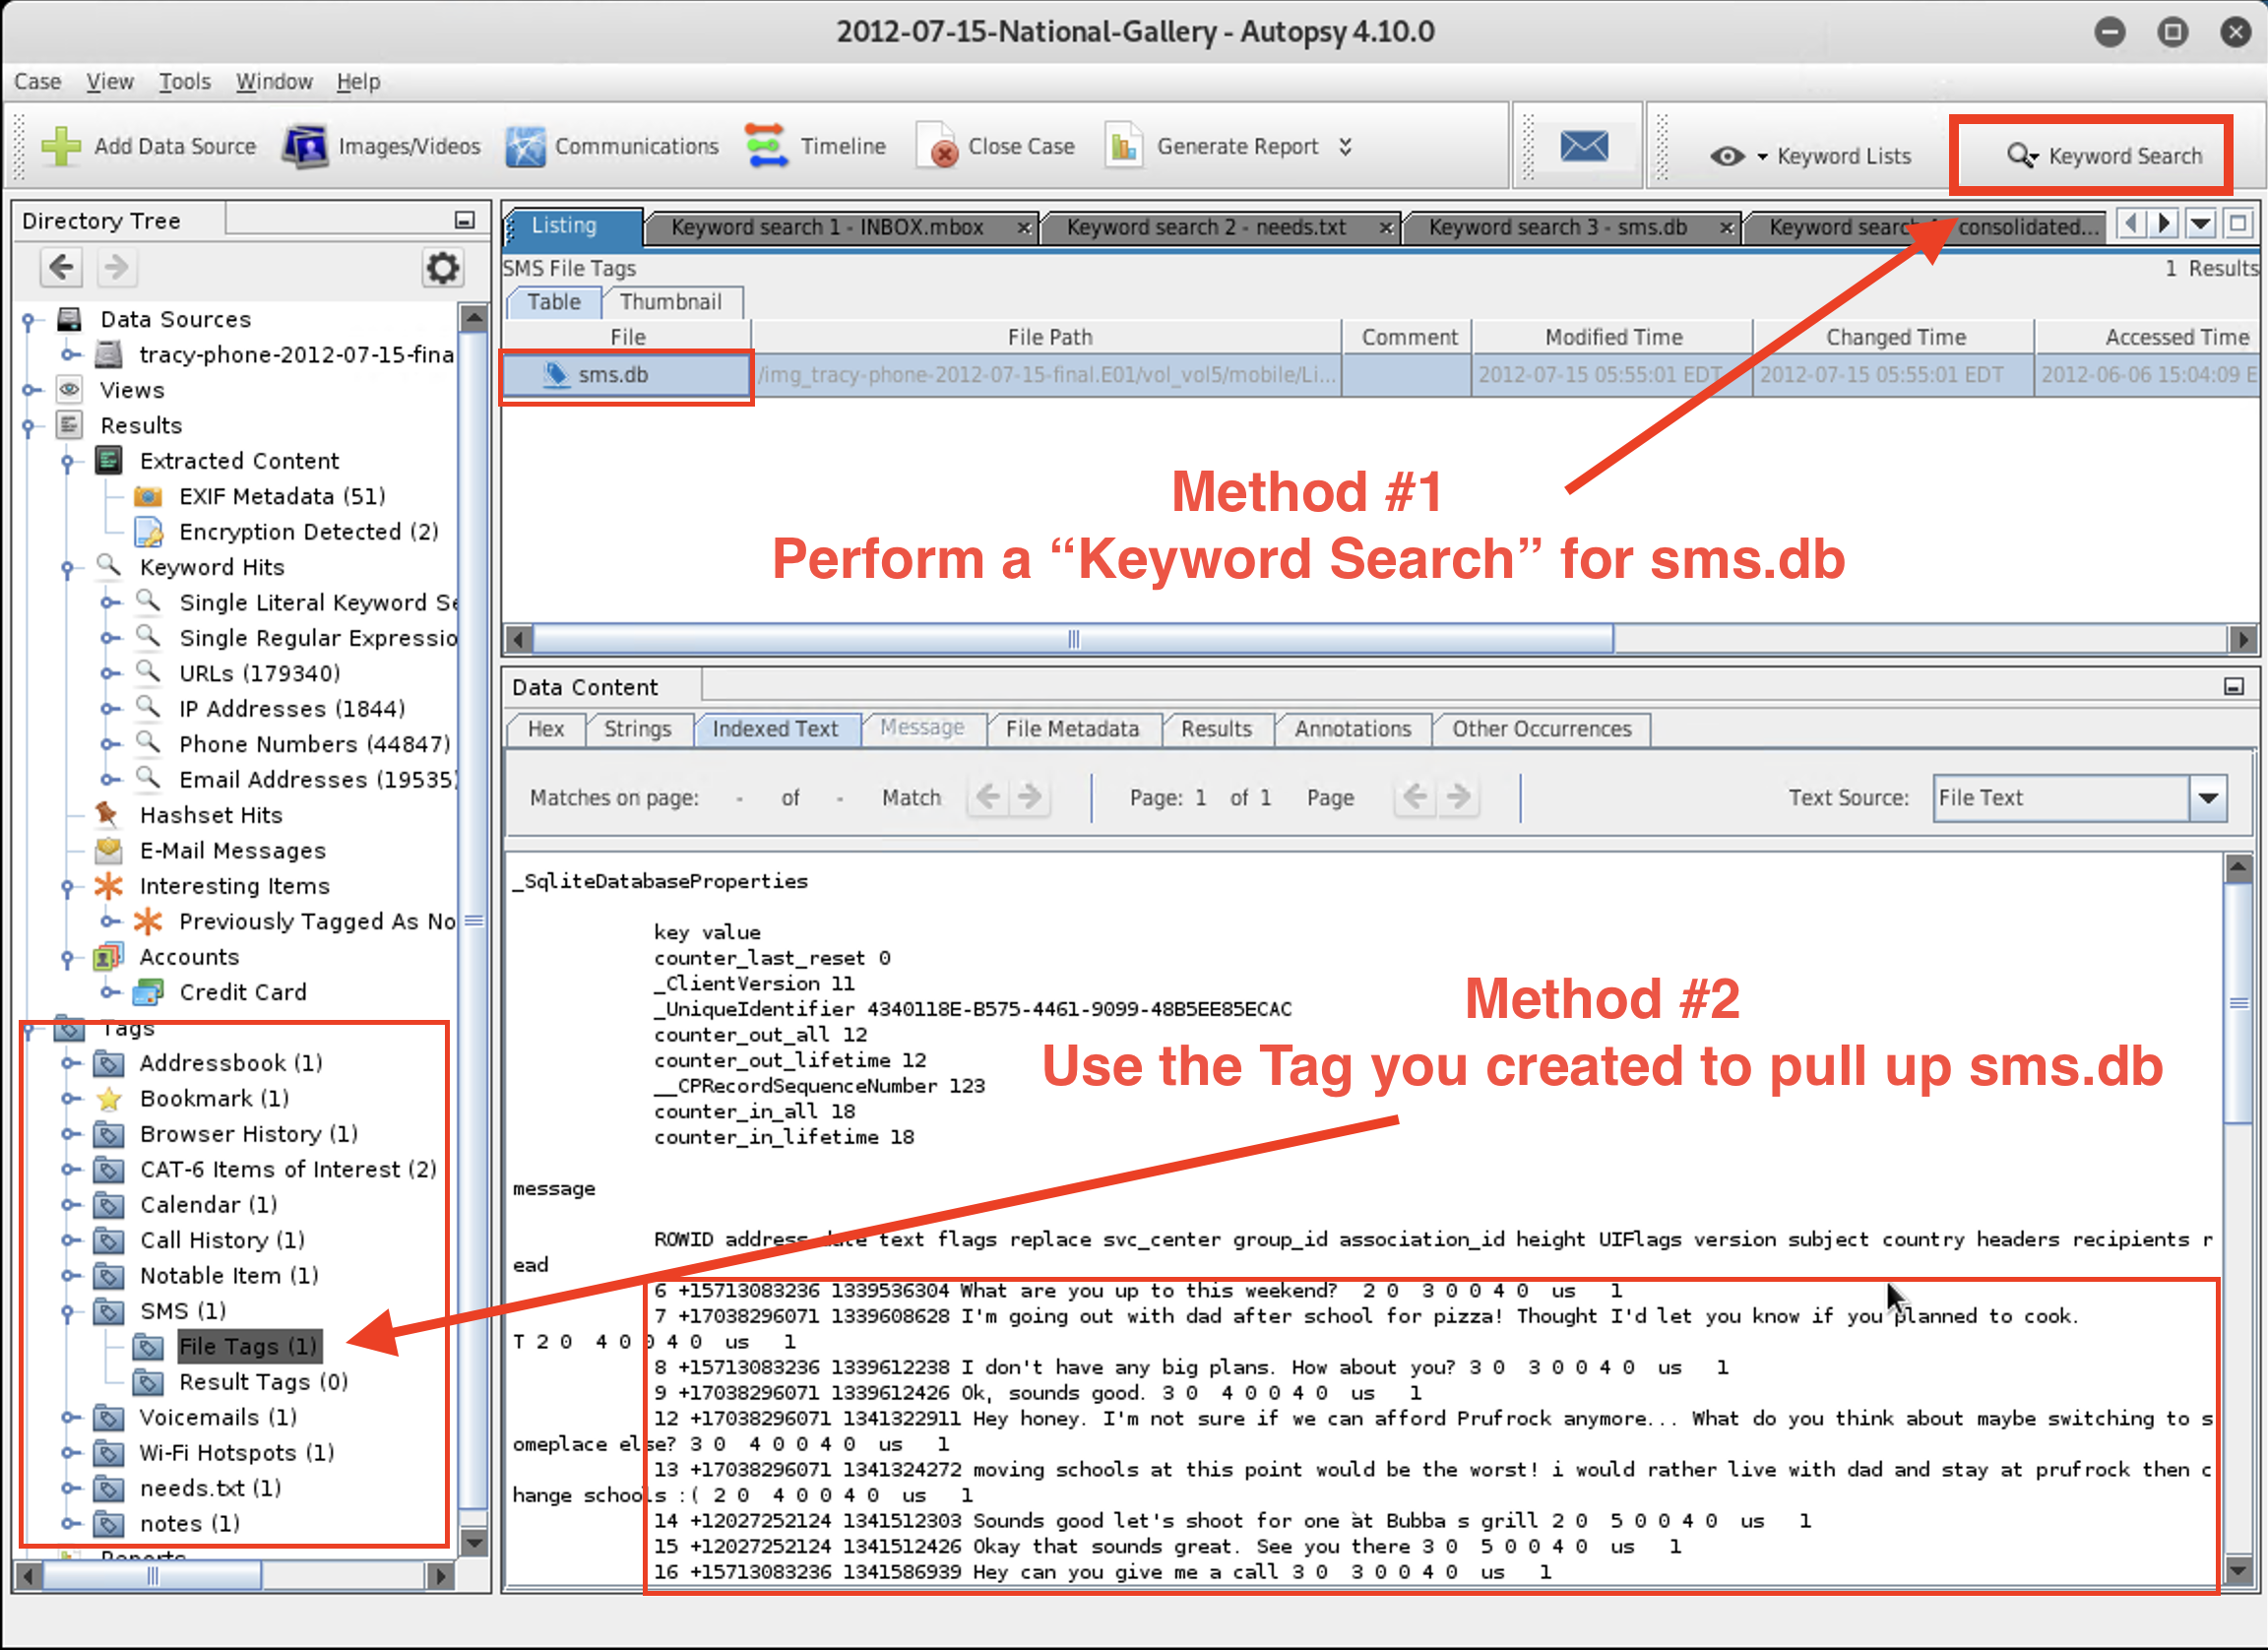 2012-07-15-National-Gallery - Autopsy 4.10.0
Case View Tools Window Help
Add Data Source Images/Videos Communications Timeline Close Case Generate Report Keyword Lists Keyword Search
Directory Tree
Data Sources
tracy-phone-2012-07-15-fina
Views
Results
Extracted Content
EXIF Metadata (51)
Encryption Detected (2)
Keyword Hits
Single Literal Keyword Se
Single Regular Expressio
URLs (179340)
IP Addresses (1844)
Phone Numbers (44847)
Email Addresses (19535)
Hashset Hits
E-Mail Messages
Interesting Items
Previously Tagged As No
Accounts
Credit Card
Tags
Addressbook (1)
Bookmark (1)
Browser History (1)
CAT-6 Items of Interest (2)
Calendar (1)
Call History (1)
Notable Item (1)
SMS (1)
File Tags (1)
Result Tags (0)
Voicemails (1)
Wi-Fi Hotspots (1)
needs.txt (1)
notes (1)
Reports
Listing Keyword search 1 - INBOX.mbox Keyword search 2 - needs.txt Keyword search 3 - sms.db Keyword searc consolidated...
SMS File Tags 1 Results
Table Thumbnail
File File Path Comment Modified Time Changed Time Accessed Time
sms.db /img_tracy-phone-2012-07-15-final.E01/vol_vol5/mobile/Li... 2012-07-15 05:55:01 EDT 2012-07-15 05:55:01 EDT 2012-06-06 15:04:09 E
Method #1
Perform a “Keyword Search” for sms.db
Data Content
Hex Strings Indexed Text Message File Metadata Results Annotations Other Occurrences
Matches on page: - of - Match Page: 1 of 1 Page Text Source: File Text
_SqliteDatabaseProperties
key value
counter_last_reset 0
_ClientVersion 11
_UniqueIdentifier 4340118E-B575-4461-9099-48B5EE85ECAC
counter_out_all 12
counter_out_lifetime 12
__CPRecordSequenceNumber 123
counter_in_all 18
counter_in_lifetime 18
Method #2
Use the Tag you created to pull up sms.db
message
ROWID address date text flags replace svc_center group_id association_id height UIFlags version subject country headers recipients r
ead
6 +15713083236 1339536304 What are you up to this weekend? 2 0 3 0 0 4 0 us 1
7 +17038296071 1339608628 I'm going out with dad after school for pizza! Thought I'd let you know if you planned to cook.
T 2 0 4 0 0 4 0 us 1
8 +15713083236 1339612238 I don't have any big plans. How about you? 3 0 3 0 0 4 0 us 1
9 +17038296071 1339612426 Ok, sounds good. 3 0 4 0 0 4 0 us 1
12 +17038296071 1341322911 Hey honey. I'm not sure if we can afford Prufrock anymore... What do you think about maybe switching to s
omeplace else? 3 0 4 0 0 4 0 us 1
13 +17038296071 1341324272 moving schools at this point would be the worst! i would rather live with dad and stay at prufrock then c
hange schools :( 2 0 4 0 0 4 0 us 1
14 +12027252124 1341512303 Sounds good let's shoot for one at Bubba s grill 2 0 5 0 0 4 0 us 1
15 +12027252124 1341512426 Okay that sounds great. See you there 3 0 5 0 0 4 0 us 1
16 +15713083236 1341586939 Hey can you give me a call 3 0 3 0 0 4 0 us 1